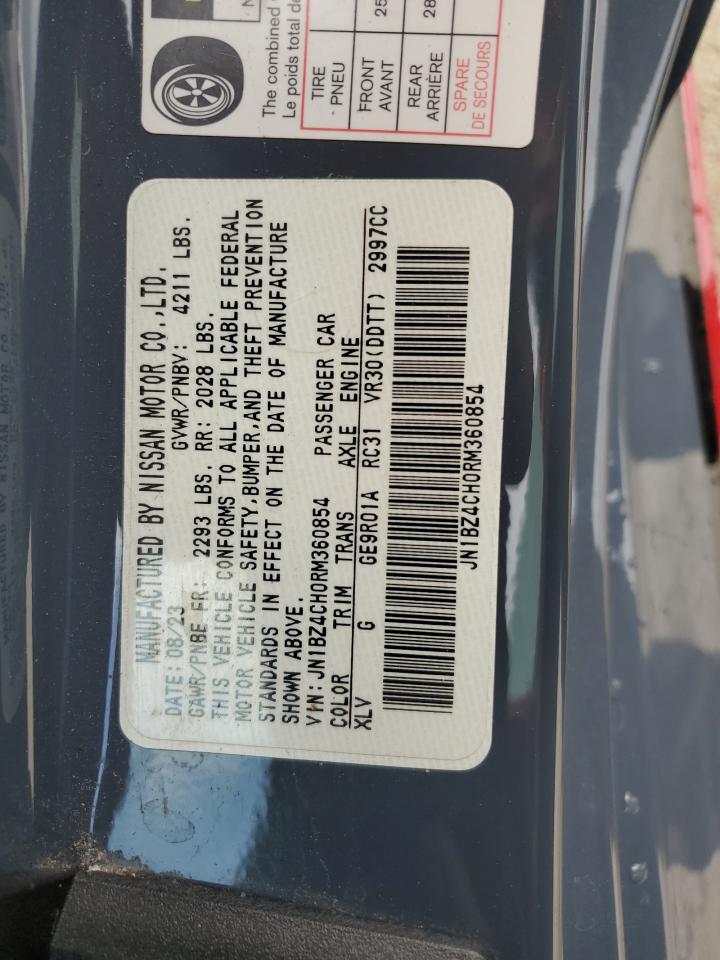 The combined
Le poids total de
TIRE
PNEU
FRONT
AVANT
25
REAR
ARRIÈRE
28
SPARE
DE SECOURS
MANUFACTURED BY NISSAN MOTOR CO.,LTD.
DATE: 08/23 GVWR/PNBV: 4211 LBS.
GAWR/PNBE FR: 2293 LBS. RR: 2028 LBS.
THIS VEHICLE CONFORMS TO ALL APPLICABLE FEDERAL
MOTOR VEHICLE SAFETY,BUMPER,AND THEFT PREVENTION
STANDARDS IN EFFECT ON THE DATE OF MANUFACTURE
SHOWN ABOVE.
VIN:JN1BZ4CH0RM360854 PASSENGER CAR
COLOR TRIM TRANS AXLE ENGINE
XLV G GE9R01A RC31 VR30(DDTT) 2997CC
JN1BZ4CH0RM360854